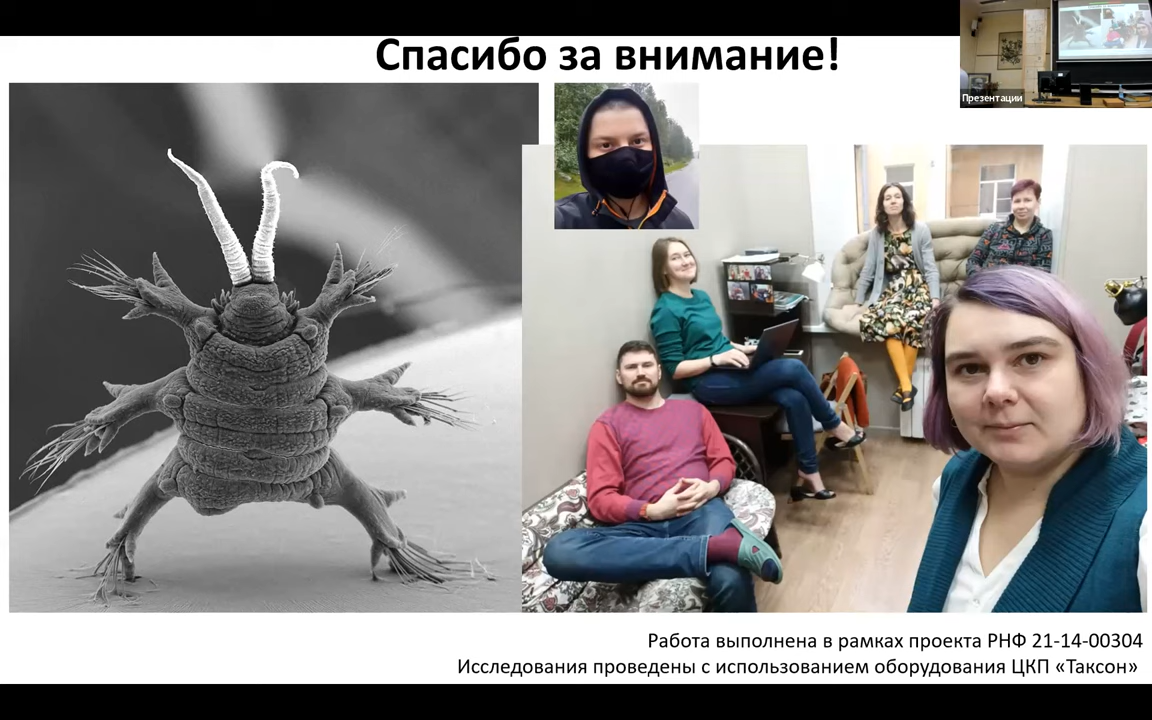 Спасибо за внимание!
Презентации
Работа выполнена в рамках проекта РНФ 21-14-00304
Исследования проведены с использованием оборудования ЦКП «Таксон»